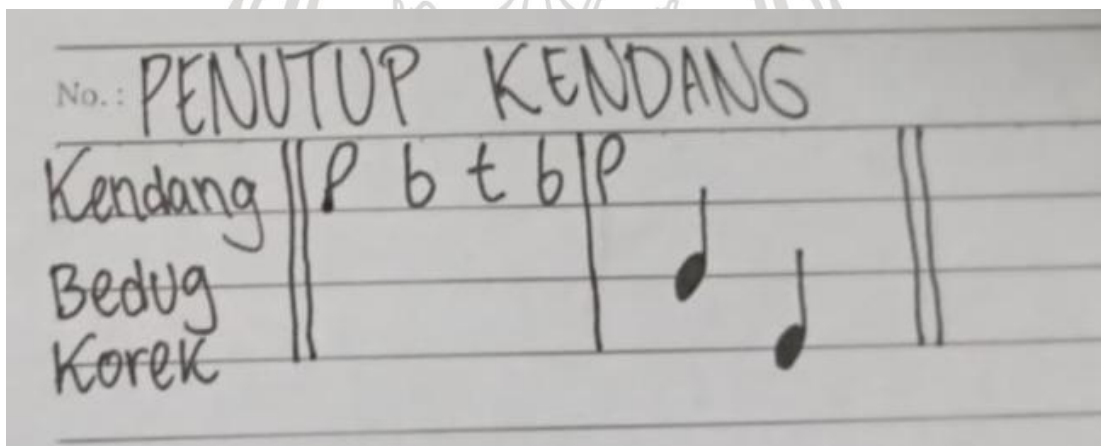 No.: PENUTUP KENDANG
Kendang || P b t b | P ||
Bedug
Korek